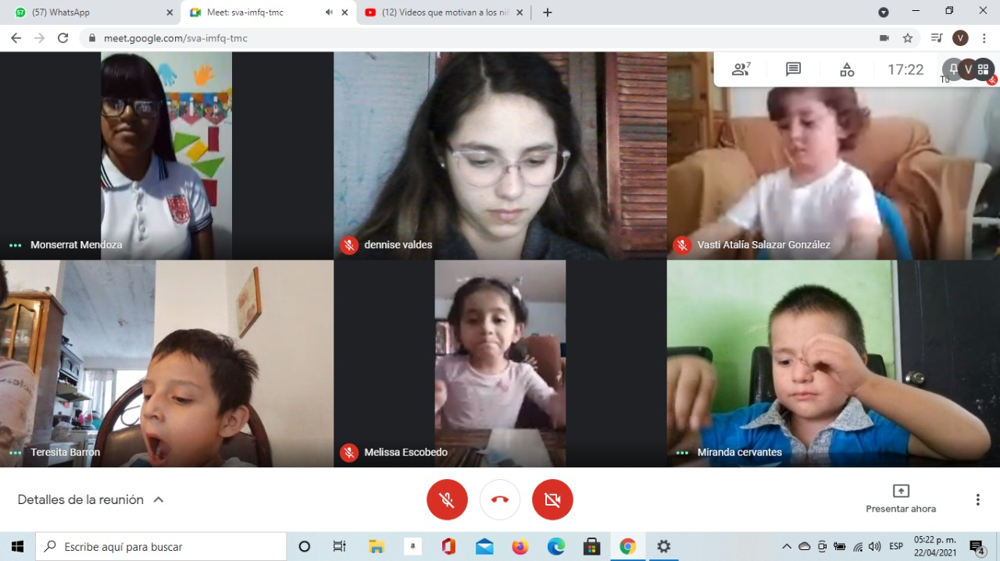 57
(57) WhatsApp
Meet: sva-imfq-tmc
(12) Videos que motivan a los niñ
meet.google.com/sva-imfq-tmc
V
7
17:22
V
Tú
Monserrat Mendoza
dennise valdes
Vasti Atalía Salazar González
Teresita Barron
Melissa Escobedo
Miranda cervantes
Detalles de la reunión
Presentar ahora
Escribe aquí para buscar
a
ESP
05:22 p. m.
22/04/2021
4